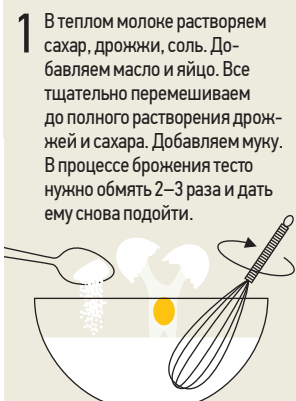 1 В теплом молоке растворяем
сахар, дрожжи, соль. До-
бавляем масло и яйцо. Все
тщательно перемешиваем
до полного растворения дрож-
жей и сахара. Добавляем муку.
В процессе брожения тесто
нужно обмять 2–3 раза и дать
ему снова подойти.